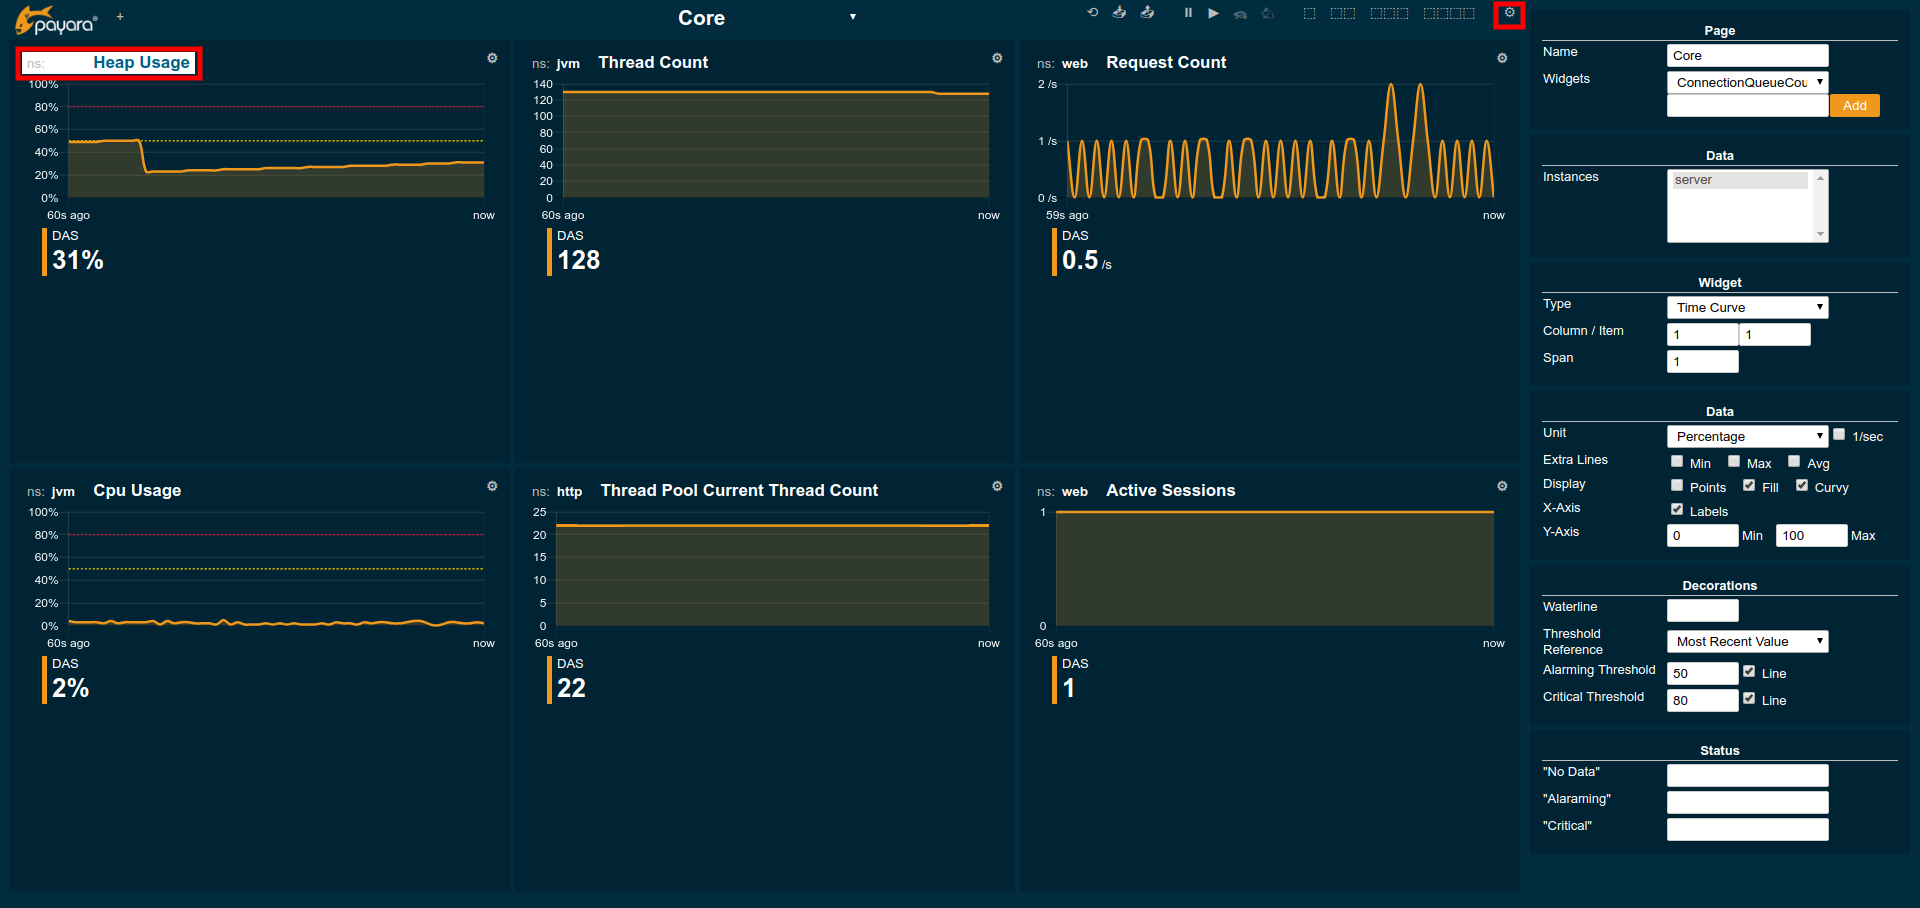 payara®
+
Core
ns: Heap Usage
100%
80%
60%
40%
20%
0%
60s ago now
DAS
31%
ns: jvm Thread Count
140
120
100
80
60
40
20
0
60s ago now
DAS
128
ns: web Request Count
2 /s
1 /s
0 /s
59s ago now
DAS
0.5 /s
ns: jvm Cpu Usage
100%
80%
60%
40%
20%
0%
60s ago now
DAS
2%
ns: http Thread Pool Current Thread Count
25
20
15
10
5
0
60s ago now
DAS
22
ns: web Active Sessions
1
0
60s ago now
DAS
1
Page
Name Core
Widgets ConnectionQueueCou
Add
Data
Instances server
Widget
Type Time Curve
Column / Item 1 1
Span 1
Data
Unit Percentage 1/sec
Extra Lines Min Max Avg
Display Points Fill Curvy
X-Axis Labels
Y-Axis 0 Min 100 Max
Decorations
Waterline
Threshold
Reference Most Recent Value
Alarming Threshold 50 Line
Critical Threshold 80 Line
Status
"No Data"
"Alaraming"
"Critical"